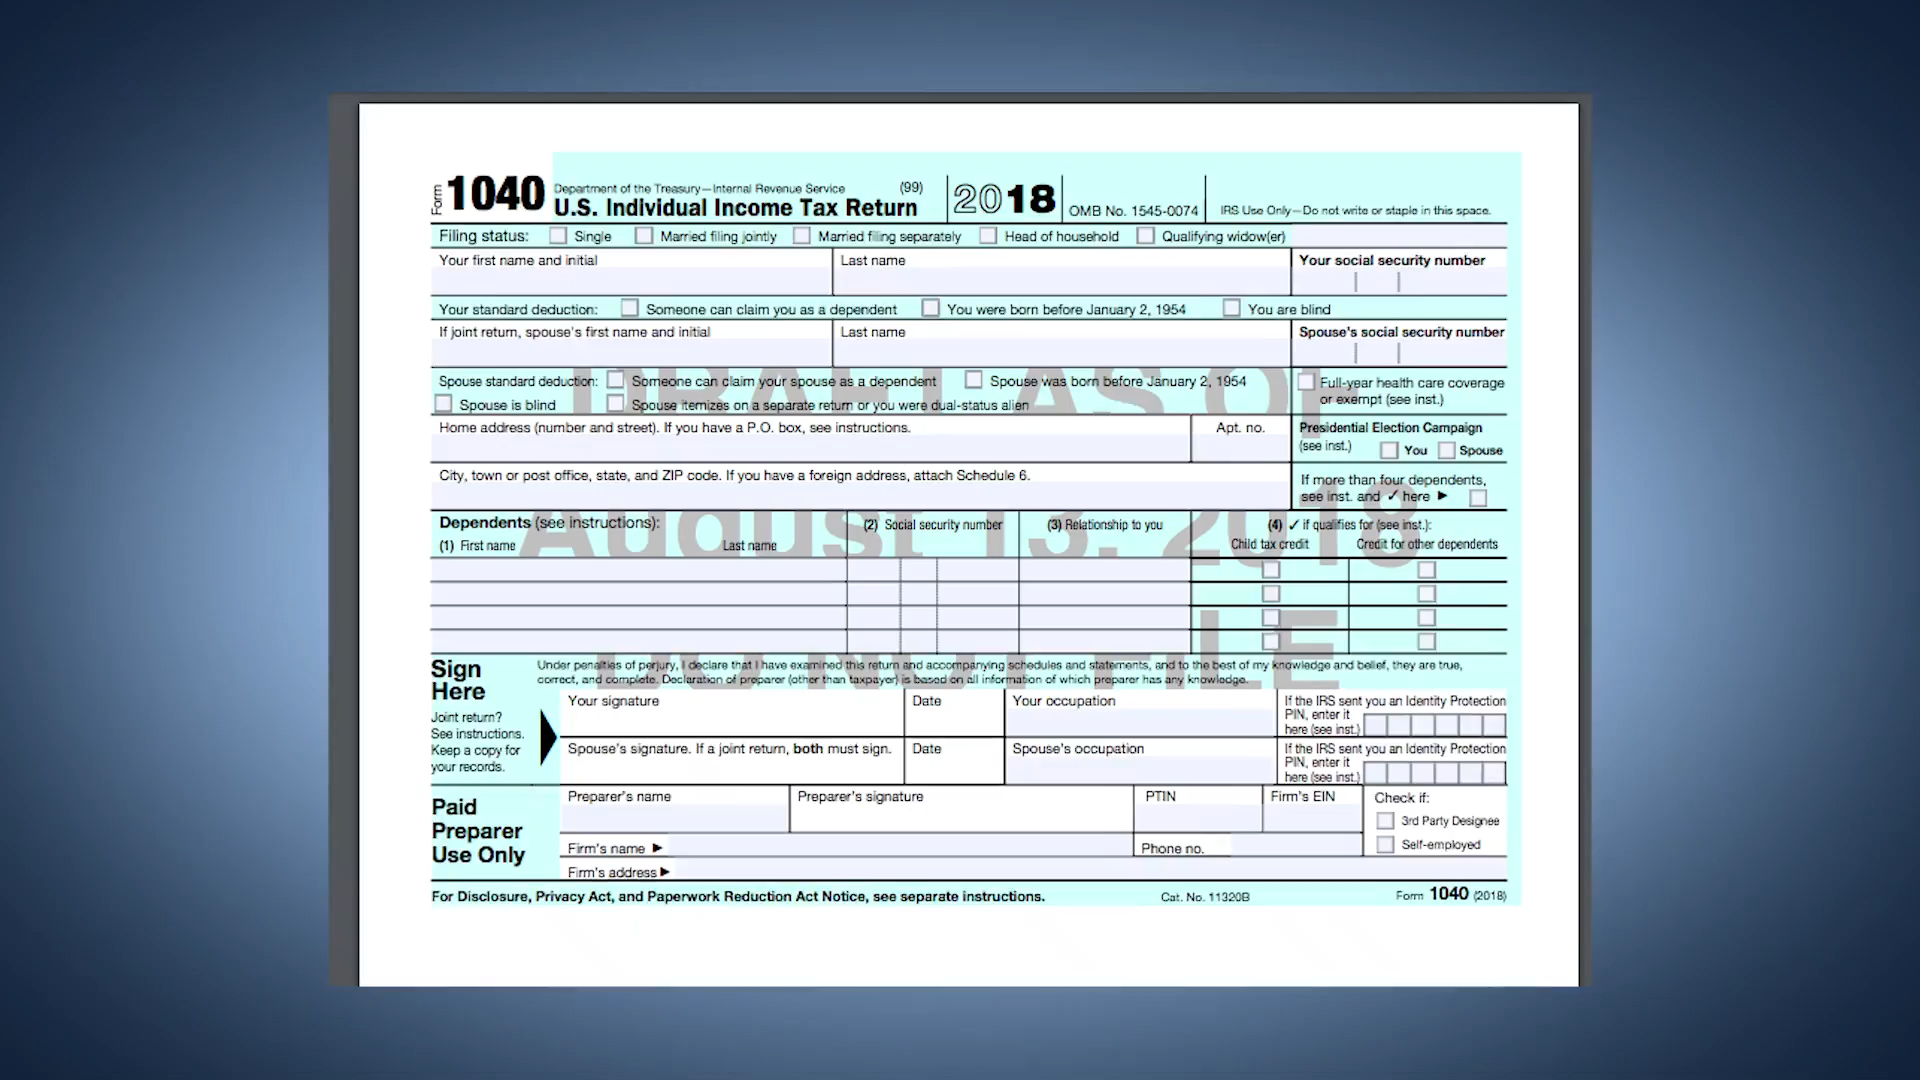 Form 1040 Department of the Treasury—Internal Revenue Service (99)
U.S. Individual Income Tax Return 2018 OMB No. 1545-0074 IRS Use Only—Do not write or staple in this space.
Filing status: Single Married filing jointly Married filing separately Head of household Qualifying widow(er)
Your first name and initial Last name Your social security number
Your standard deduction: Someone can claim you as a dependent You were born before January 2, 1954 You are blind
If joint return, spouse's first name and initial Last name Spouse's social security number
DRAFT AS OF
Spouse standard deduction: Someone can claim your spouse as a dependent Spouse was born before January 2, 1954
Spouse is blind Spouse itemizes on a separate return or you were dual-status alien
Full-year health care coverage
or exempt (see inst.)
Home address (number and street). If you have a P.O. box, see instructions. Apt. no.
Presidential Election Campaign
(see inst.) You Spouse
City, town or post office, state, and ZIP code. If you have a foreign address, attach Schedule 6.
If more than four dependents,
see inst. and ✓ here ▶
August 13, 2018
Dependents (see instructions): (2) Social security number (3) Relationship to you (4) ✓ if qualifies for (see inst.):
(1) First name Last name Child tax credit Credit for other dependents
DO NOT FILE
Sign
Here
Under penalties of perjury, I declare that I have examined this return and accompanying schedules and statements, and to the best of my knowledge and belief, they are true,
correct, and complete. Declaration of preparer (other than taxpayer) is based on all information of which preparer has any knowledge.
Joint return?
See instructions.
Keep a copy for
your records.
Your signature Date Your occupation
If the IRS sent you an Identity Protection
PIN, enter it
here (see inst.)
Spouse's signature. If a joint return, both must sign. Date Spouse's occupation
If the IRS sent you an Identity Protection
PIN, enter it
here (see inst.)
Paid
Preparer
Use Only
Preparer's name Preparer's signature PTIN Firm's EIN
Check if:
3rd Party Designee
Self-employed
Firm's name ▶ Phone no.
Firm's address ▶
For Disclosure, Privacy Act, and Paperwork Reduction Act Notice, see separate instructions. Cat. No. 11320B Form 1040 (2018)